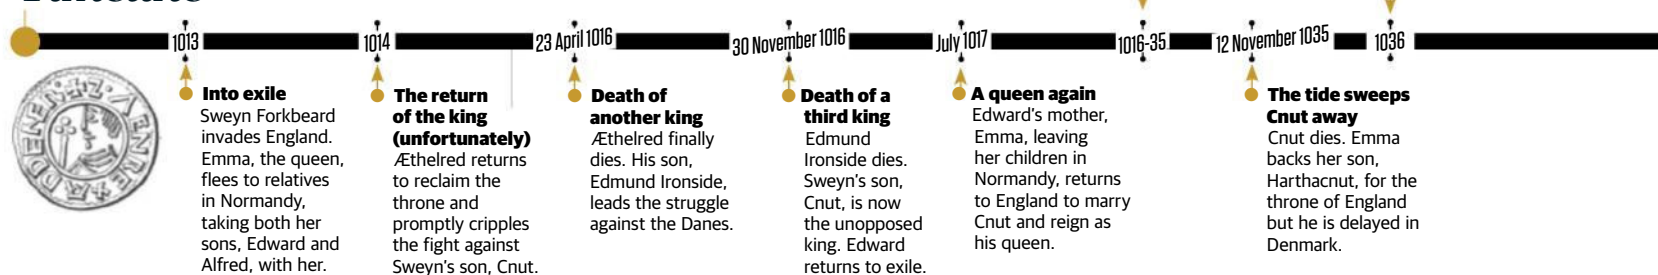 1013
Into exile
Sweyn Forkbeard
invades England.
Emma, the queen,
flees to relatives
in Normandy,
taking both her
sons, Edward and
Alfred, with her.
1014
The return
of the king
(unfortunately)
Æthelred returns
to reclaim the
throne and
promptly cripples
the fight against
Sweyn's son, Cnut.
23 April 1016
Death of
another king
Æthelred finally
dies. His son,
Edmund Ironside,
leads the struggle
against the Danes.
30 November 1016
Death of a
third king
Edmund
Ironside dies.
Sweyn's son,
Cnut, is now
the unopposed
king. Edward
returns to exile.
July 1017
A queen again
Edward's mother,
Emma, leaving
her children in
Normandy, returns
to England to marry
Cnut and reign as
his queen.
1016-35
12 November 1035
The tide sweeps
Cnut away
Cnut dies. Emma
backs her son,
Harthacnut, for the
throne of England
but he is delayed in
Denmark.
1036